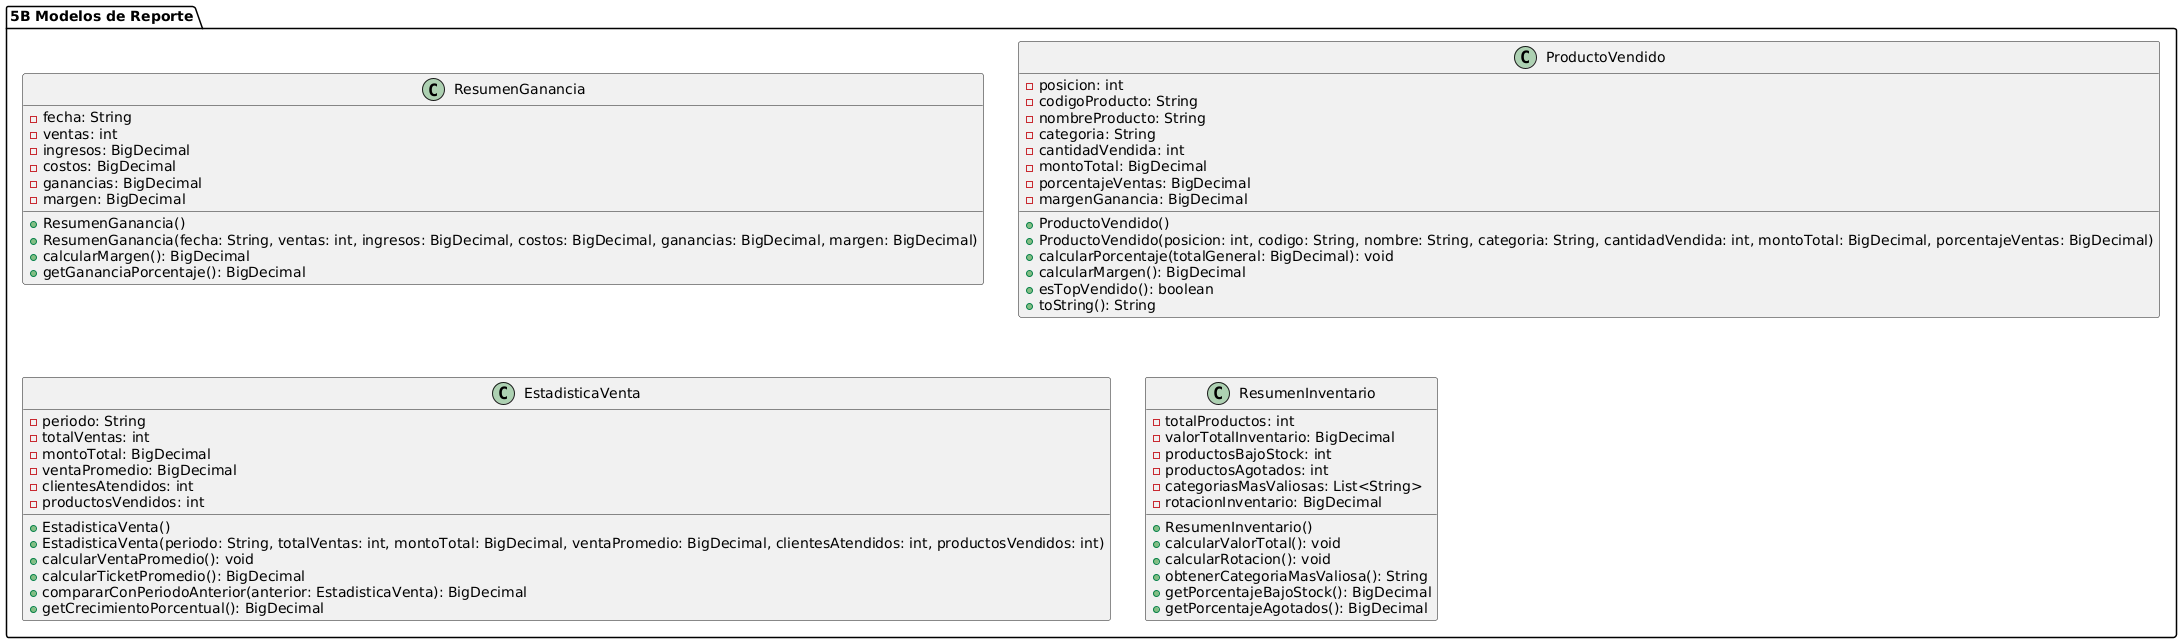 5B Modelos de Reporte
C ResumenGanancia
fecha: String
ventas: int
ingresos: BigDecimal
costos: BigDecimal
ganancias: BigDecimal
margen: BigDecimal
ResumenGanancia()
ResumenGanancia(fecha: String, ventas: int, ingresos: BigDecimal, costos: BigDecimal, ganancias: BigDecimal, margen: BigDecimal)
calcularMargen(): BigDecimal
getGananciaPorcentaje(): BigDecimal
C ProductoVendido
posicion: int
codigoProducto: String
nombreProducto: String
categoria: String
cantidadVendida: int
montoTotal: BigDecimal
porcentajeVentas: BigDecimal
margenGanancia: BigDecimal
ProductoVendido()
ProductoVendido(posicion: int, codigo: String, nombre: String, categoria: String, cantidadVendida: int, montoTotal: BigDecimal, porcentajeVentas: BigDecimal)
calcularPorcentaje(totalGeneral: BigDecimal): void
calcularMargen(): BigDecimal
esTopVendido(): boolean
toString(): String
C EstadisticaVenta
periodo: String
totalVentas: int
montoTotal: BigDecimal
ventaPromedio: BigDecimal
clientesAtendidos: int
productosVendidos: int
EstadisticaVenta()
EstadisticaVenta(periodo: String, totalVentas: int, montoTotal: BigDecimal, ventaPromedio: BigDecimal, clientesAtendidos: int, productosVendidos: int)
calcularVentaPromedio(): void
calcularTicketPromedio(): BigDecimal
compararConPeriodoAnterior(anterior: EstadisticaVenta): BigDecimal
getCrecimientoPorcentual(): BigDecimal
C ResumenInventario
totalProductos: int
valorTotalInventario: BigDecimal
productosBajoStock: int
productosAgotados: int
categoriasMasValiosas: List<String>
rotacionInventario: BigDecimal
ResumenInventario()
calcularValorTotal(): void
calcularRotacion(): void
obtenerCategoriaMasValiosa(): String
getPorcentajeBajoStock(): BigDecimal
getPorcentajeAgotados(): BigDecimal